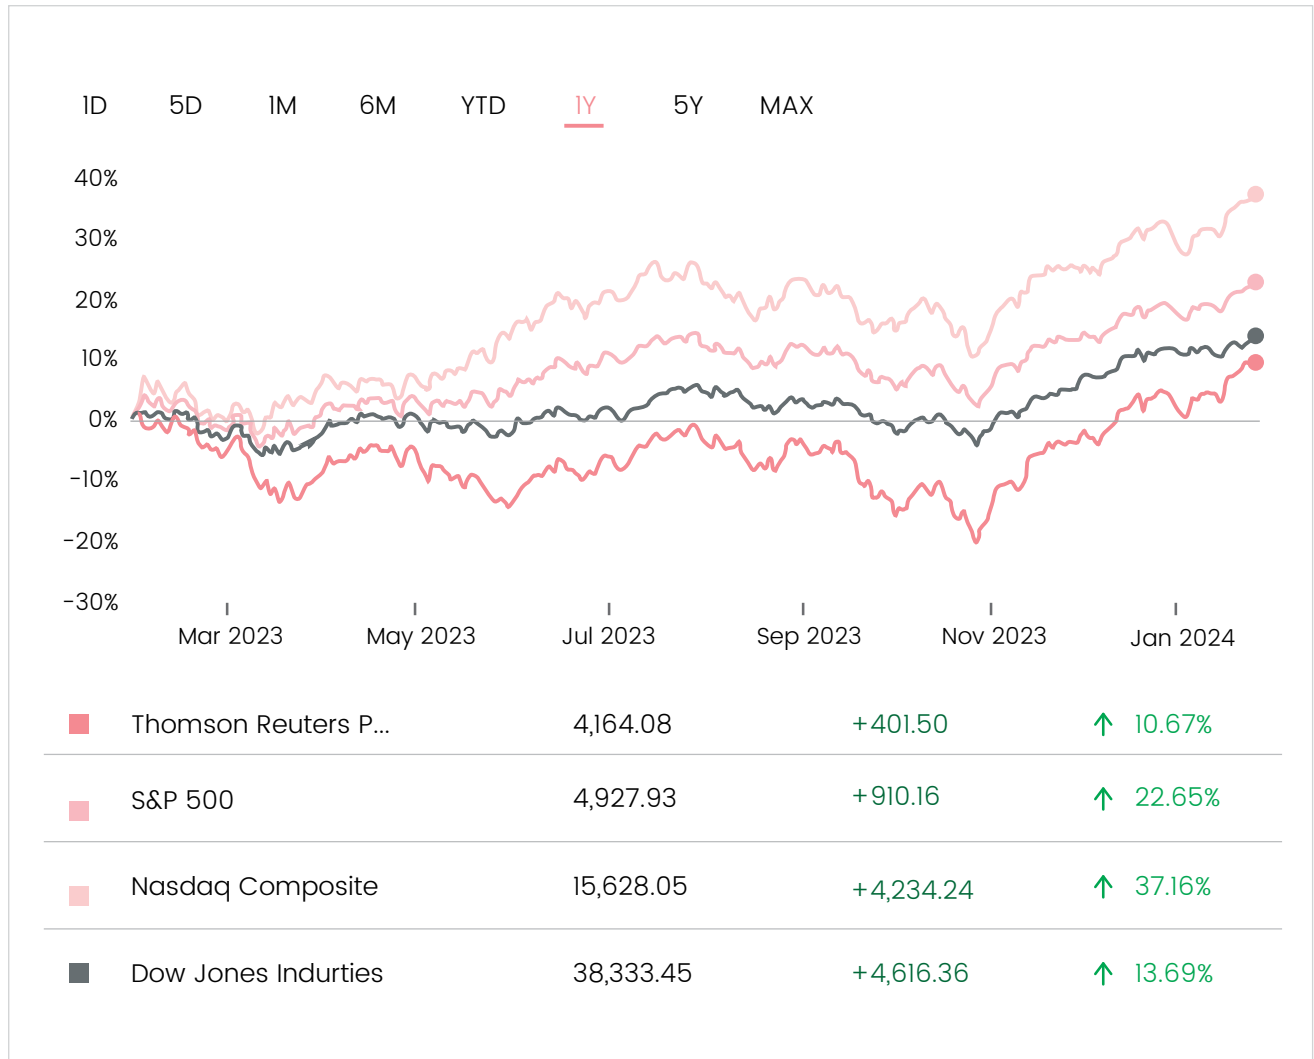 1D 5D 1M 6M YTD 1Y 5Y MAX
40%
30%
20%
10%
0%
-10%
-20%
-30%
Mar 2023 May 2023 Jul 2023 Sep 2023 Nov 2023 Jan 2024
Thomson Reuters P... 4,164.08 +401.50 ↑ 10.67%
S&P 500 4,927.93 +910.16 ↑ 22.65%
Nasdaq Composite 15,628.05 +4,234.24 ↑ 37.16%
Dow Jones Indurties 38,333.45 +4,616.36 ↑ 13.69%